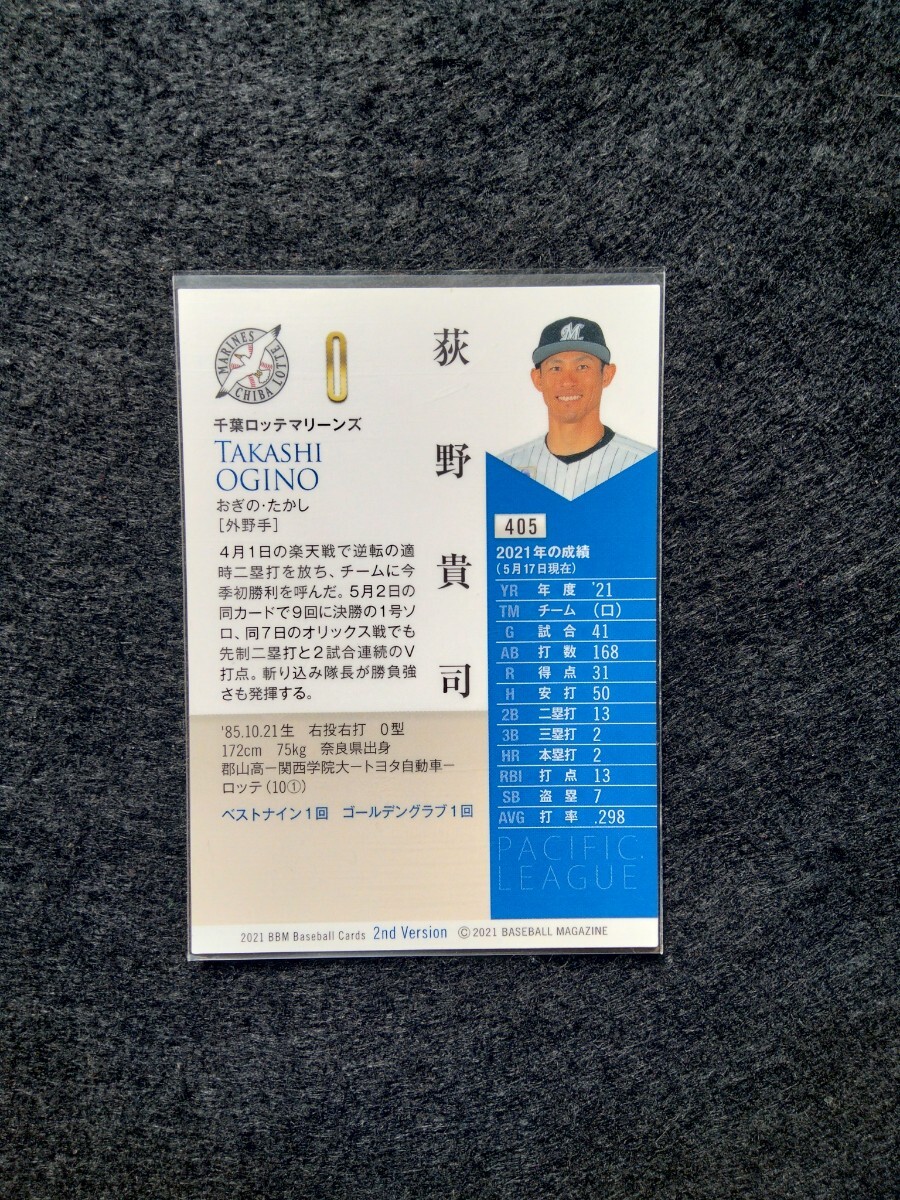 MARINES
CHIBA LOTTE
0
千葉ロッテマリーンズ
TAKASHI
OGINO
おぎの・たかし
[外野手]
4月1日の楽天戦で逆転の適
時二塁打を放ち、チームに今
季初勝利を呼んだ。5月2日の
同カードで9回に決勝の1号ソ
ロ、同7日のオリックス戦でも
先制二塁打と2試合連続のV
打点。斬り込み隊長が勝負強
さも発揮する。
荻野貴司
'85.10.21生 右投右打 O型
172cm 75kg 奈良県出身
郡山高ー関西学院大ートヨタ自動車ー
ロッテ(10①)
ベストナイン1回 ゴールデングラブ1回
M
405
2021年の成績
(5月17日現在)
YR 年度 '21
TM チーム (ロ)
G 試合 41
AB 打数 168
R 得点 31
H 安打 50
2B 二塁打 13
3B 三塁打 2
HR 本塁打 2
RBI 打点 13
SB 盗塁 7
AVG 打率 .298
PACIFIC
LEAGUE
2021 BBM Baseball Cards 2nd Version ©2021 BASEBALL MAGAZINE